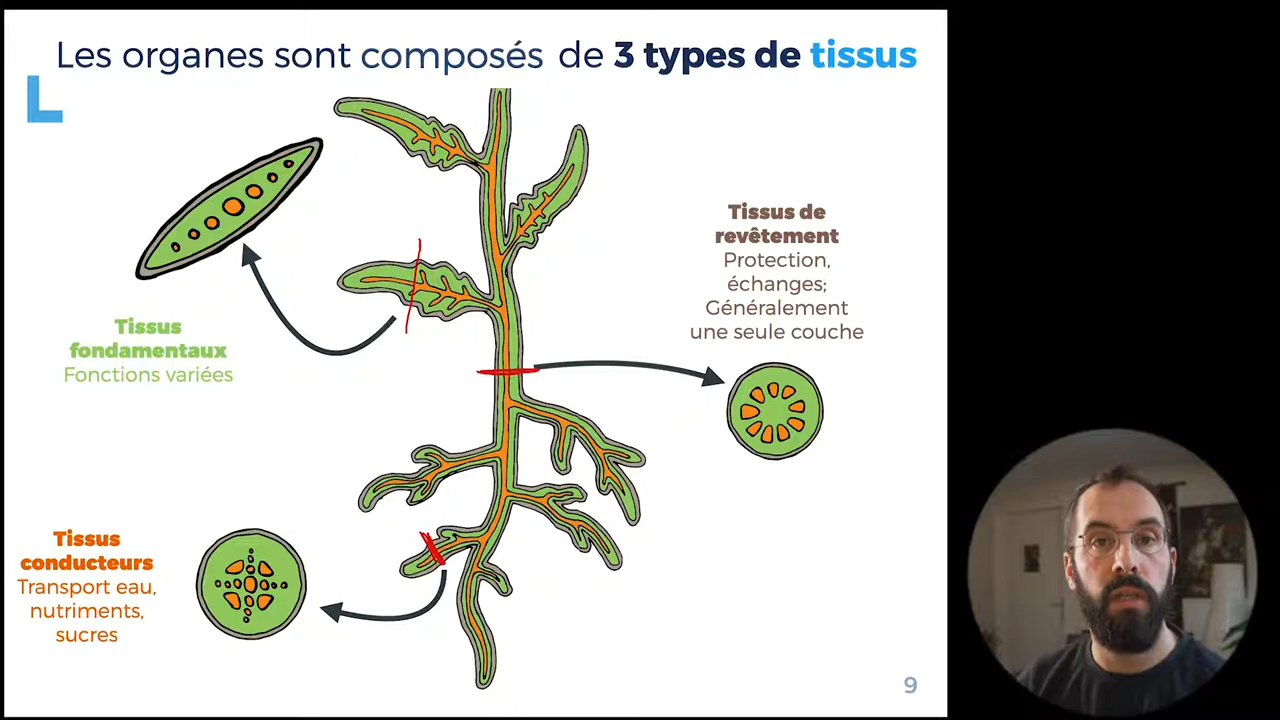 Les organes sont composés de 3 types de tissus
L
Tissus de
revêtement
Protection,
échanges;
Généralement
une seule couche
Tissus
fondamentaux
Fonctions variées
Tissus
conducteurs
Transport eau,
nutriments,
sucres
9